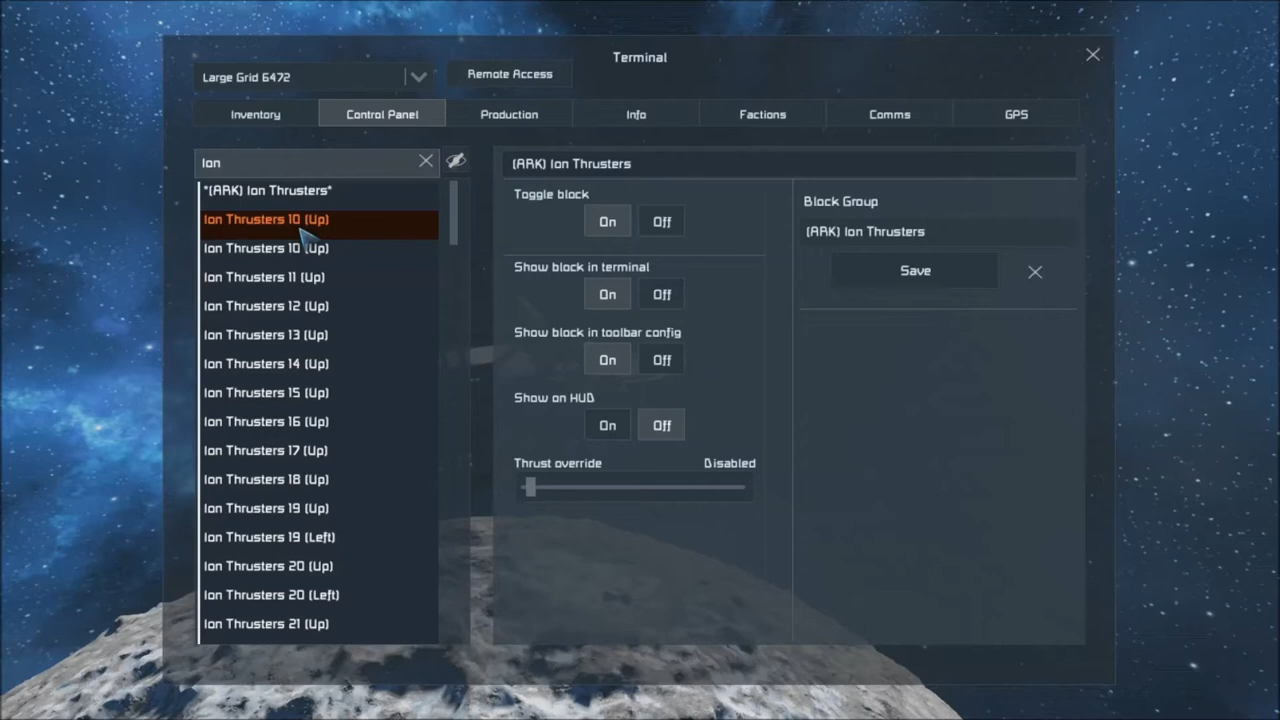 Terminal
Large Grid 6472
Remote Access
Inventory
Control Panel
Production
Info
Factions
Comms
GPS
Ion
*(ARK) Ion Thrusters*
Ion Thrusters 10 (Up)
Ion Thrusters 10 (Up)
Ion Thrusters 11 (Up)
Ion Thrusters 12 (Up)
Ion Thrusters 13 (Up)
Ion Thrusters 14 (Up)
Ion Thrusters 15 (Up)
Ion Thrusters 16 (Up)
Ion Thrusters 17 (Up)
Ion Thrusters 18 (Up)
Ion Thrusters 19 (Up)
Ion Thrusters 19 (Left)
Ion Thrusters 20 (Up)
Ion Thrusters 20 (Left)
Ion Thrusters 21 (Up)
(ARK) Ion Thrusters
Toggle block
On Off
Show block in terminal
On Off
Show block in toolbar config
On Off
Show on HUD
On Off
Thrust override Disabled
Block Group
(ARK) Ion Thrusters
Save